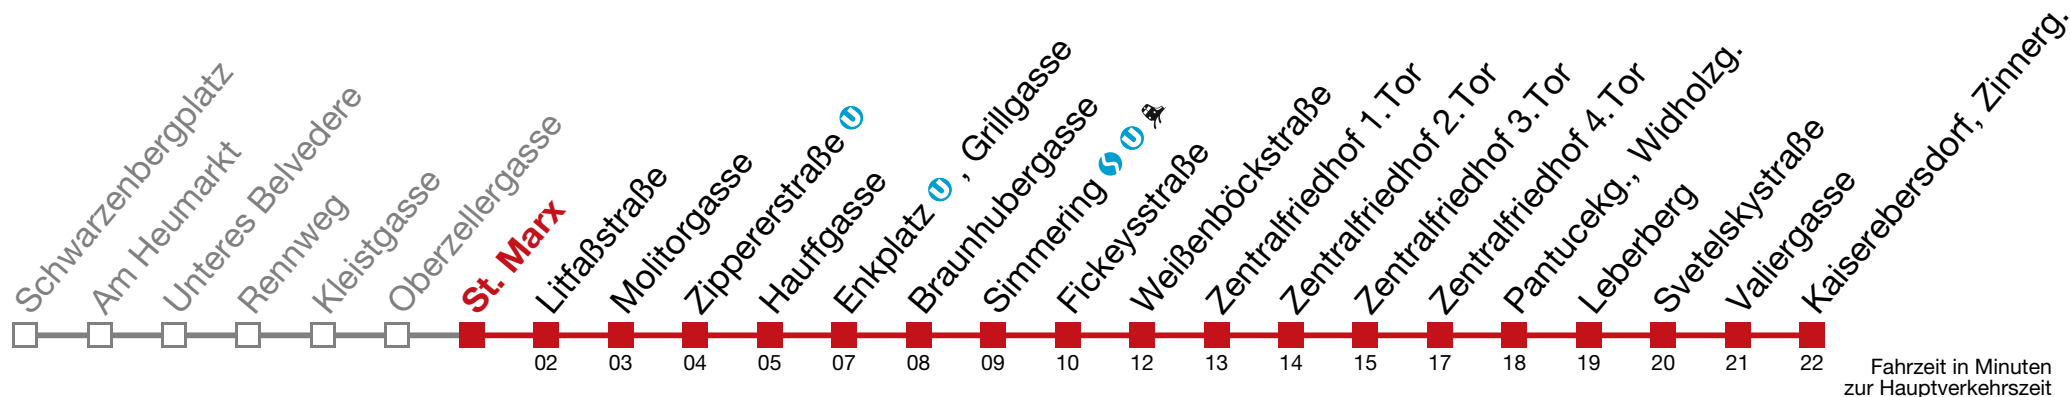 Schwarzenbergplatz
Am Heumarkt
Unteres Belvedere
Rennweg
Kleistgasse
Oberzellergasse
St. Marx
Litfaßstraße
Molitorgasse
Zippererstraße U
Hauffgasse
Enkplatz U , Grillgasse
Braunhubergasse
Simmering S U
Fickeysstraße
Weißenböckstraße
Zentralfriedhof 1. Tor
Zentralfriedhof 2. Tor
Zentralfriedhof 3. Tor
Zentralfriedhof 4. Tor
Pantucekg., Widholzg.
Leberberg
Svetelskystraße
Valiergasse
Kaiserebersdorf, Zinnerg.
02 03 04 05 07 08 09 10 12 13 14 15 17 18 19 20 21 22
Fahrzeit in Minuten
zur Hauptverkehrszeit